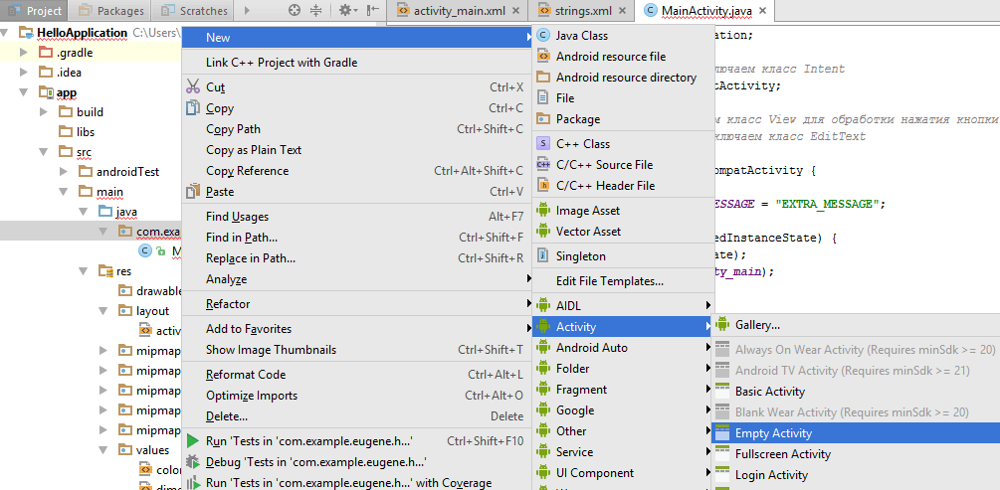 Project
Packages
Scratches
activity_main.xml
strings.xml
MainActivity.java
HelloApplication C:\Users\
.gradle
.idea
app
build
libs
src
androidTest
main
java
com.exa
M
res
drawable
layout
activ
mipmap
mipmap
mipmap
mipmap
mipmap
values
color
dime
New
Link C++ Project with Gradle
Cut Ctrl+X
Copy Ctrl+C
Copy Path Ctrl+Shift+C
Copy as Plain Text
Copy Reference Ctrl+Alt+Shift+C
Paste Ctrl+V
Find Usages Alt+F7
Find in Path... Ctrl+Shift+F
Replace in Path... Ctrl+Shift+R
Analyze
Refactor
Add to Favorites
Show Image Thumbnails Ctrl+Shift+T
Reformat Code Ctrl+Alt+L
Optimize Imports Ctrl+Alt+O
Delete... Delete
Run 'Tests in 'com.example.eugene.h...' Ctrl+Shift+F10
Debug 'Tests in 'com.example.eugene.h...'
Run 'Tests in 'com.example.eugene.h...' with Coverage
Java Class
Android resource file
Android resource directory
File
Package
C++ Class
C/C++ Source File
C/C++ Header File
Image Asset
Vector Asset
Singleton
Edit File Templates...
AIDL
Activity
Android Auto
Folder
Fragment
Google
Other
Service
UI Component
Gallery...
Always On Wear Activity (Requires minSdk >= 20)
Android TV Activity (Requires minSdk >= 21)
Basic Activity
Blank Wear Activity (Requires minSdk >= 20)
Empty Activity
Fullscreen Activity
Login Activity
ation;
лючаем класс Intent
tActivity;
м класс View для обработки нажатия кнопки
ключаем класс EditText
ompatActivity {
ESSAGE = "EXTRA_MESSAGE";
edInstanceState) {
ate);
ty_main);